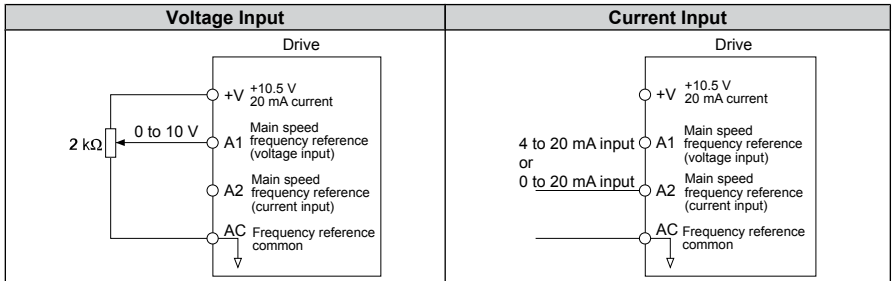 Voltage Input
Drive
+V +10.5 V
20 mA current
2 kΩ
0 to 10 V
A1 Main speed
frequency reference
(voltage input)
A2 Main speed
frequency reference
(current input)
AC Frequency reference
common
Current Input
Drive
+V +10.5 V
20 mA current
4 to 20 mA input
or
0 to 20 mA input
A1 Main speed
frequency reference
(voltage input)
A2 Main speed
frequency reference
(current input)
AC Frequency reference
common